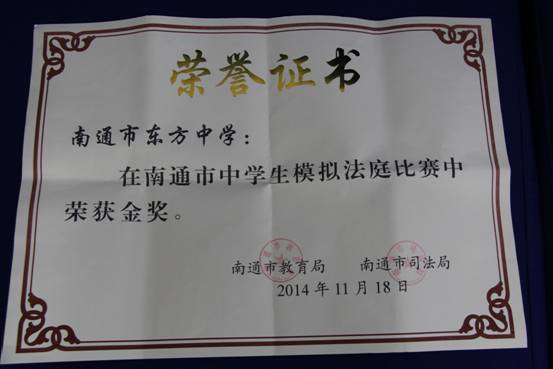 荣誉证书
南通市东方中学：
在南通市中学生模拟法庭比赛中
荣获金奖。
南通市教育局 南通市司法局
2014年11月18日